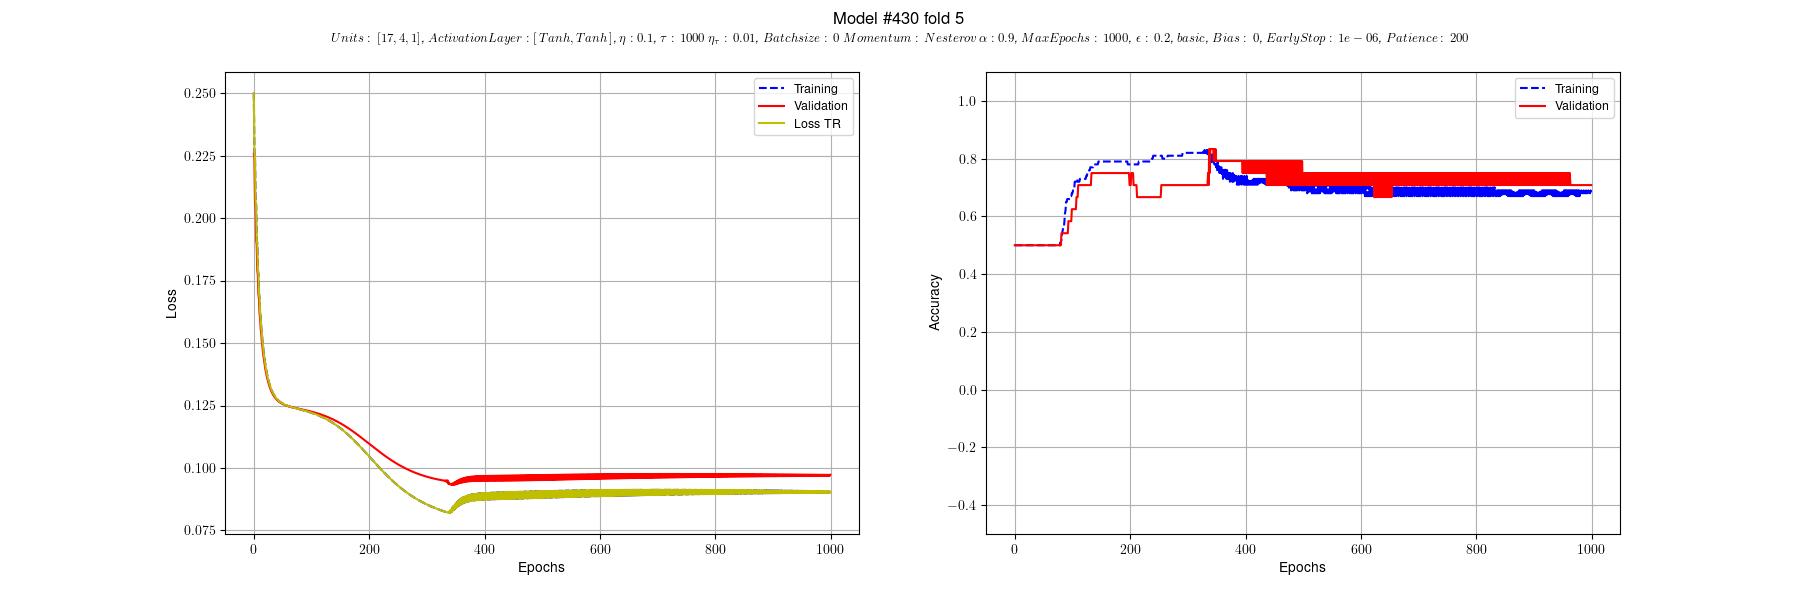 Model #430 fold 5
Units : [17, 4, 1], ActivationLayer : [Tanh, Tanh], η : 0.1, τ : 1000 ητ : 0.01, Batchsize : 0 Momentum : Nesterov α : 0.9, MaxEpochs : 1000, ϵ : 0.2, basic, Bias : 0, EarlyStop : 1e − 06, Patience : 200
Training
Validation
Loss TR
0.250
0.225
0.200
0.175
0.150
0.125
0.100
0.075
Loss
0
200
400
600
800
1000
Epochs
Training
Validation
1.0
0.8
0.6
0.4
0.2
0.0
−0.2
−0.4
Accuracy
0
200
400
600
800
1000
Epochs